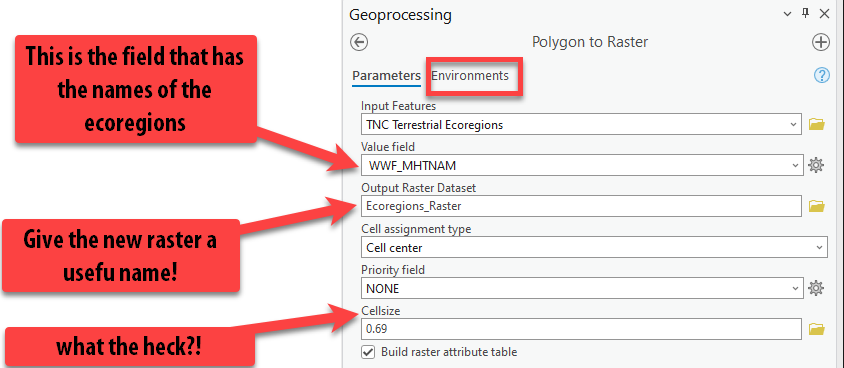 Geoprocessing
Polygon to Raster
Parameters Environments
This is the field that has
the names of the
ecoregions
Input Features
TNC Terrestrial Ecoregions
Value field
WWF_MHTNAM
Output Raster Dataset
Ecoregions_Raster
Give the new raster a
usefu name!
Cell assignment type
Cell center
Priority field
NONE
Cellsize
0.69
what the heck?!
Build raster attribute table